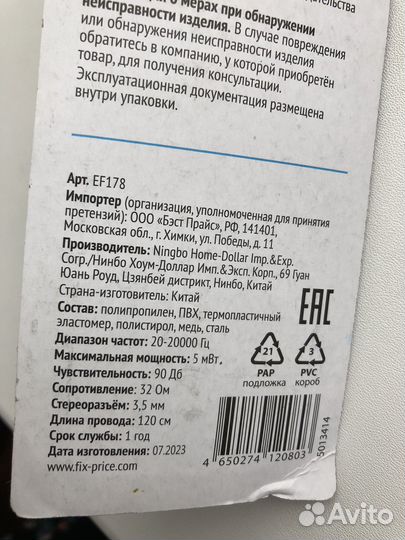 неисправности изделия. В случае повреждения
или обнаружения неисправности изделия
обратитесь в компанию, у которой приобретён
товар, для получения консультации.
Эксплуатационная документация размещена
внутри упаковки.
Арт. EF178
Импортер (организация, уполномоченная для принятия
претензий): ООО «Бэст Прайс», РФ, 141401,
Московская обл., г. Химки, ул. Победы, д. 11
Производитель: Ningbo Home-Dollar Imp.&Exp.
Corp./Нинбо Хоум-Доллар Имп.&Эксп. Корп., 69 Гуан
Юань Роуд, Цзянбей дистрикт, Нинбо, Китай
Страна-изготовитель: Китай
Состав: полипропилен, ПВХ, термопластичный
эластомер, полистирол, медь, сталь
Диапазон частот: 20-20000 Гц
Максимальная мощность: 5 мВт
Чувствительность: 90 Дб
Сопротивление: 32 Ом
Стереоразъём: 3,5 мм
Длина провода: 120 см
Срок службы: 1 год
Дата изготовления: 07.2023
www.fix-price.com
EAC
21
PAP
подложка
3
PVC
короб
4 650274 120803
5013414
Avito